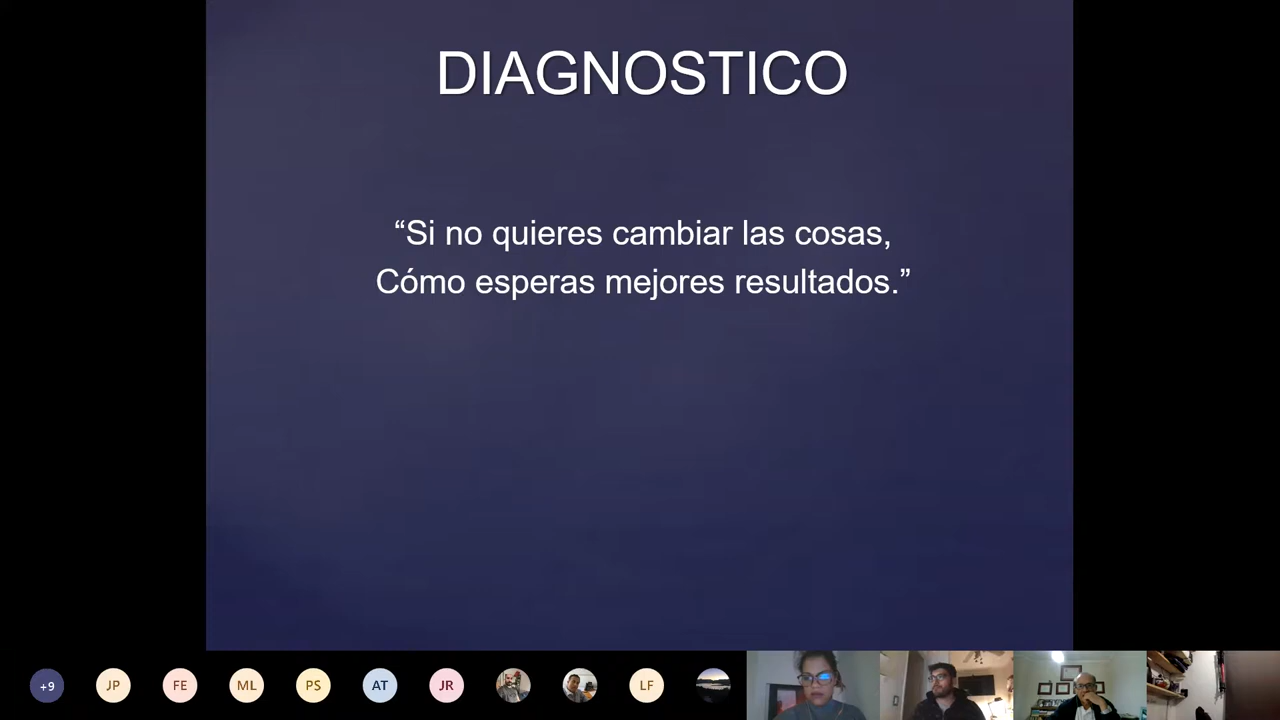 DIAGNOSTICO
“Si no quieres cambiar las cosas,
Cómo esperas mejores resultados.”
+9
JP
FE
ML
PS
AT
JR
LF